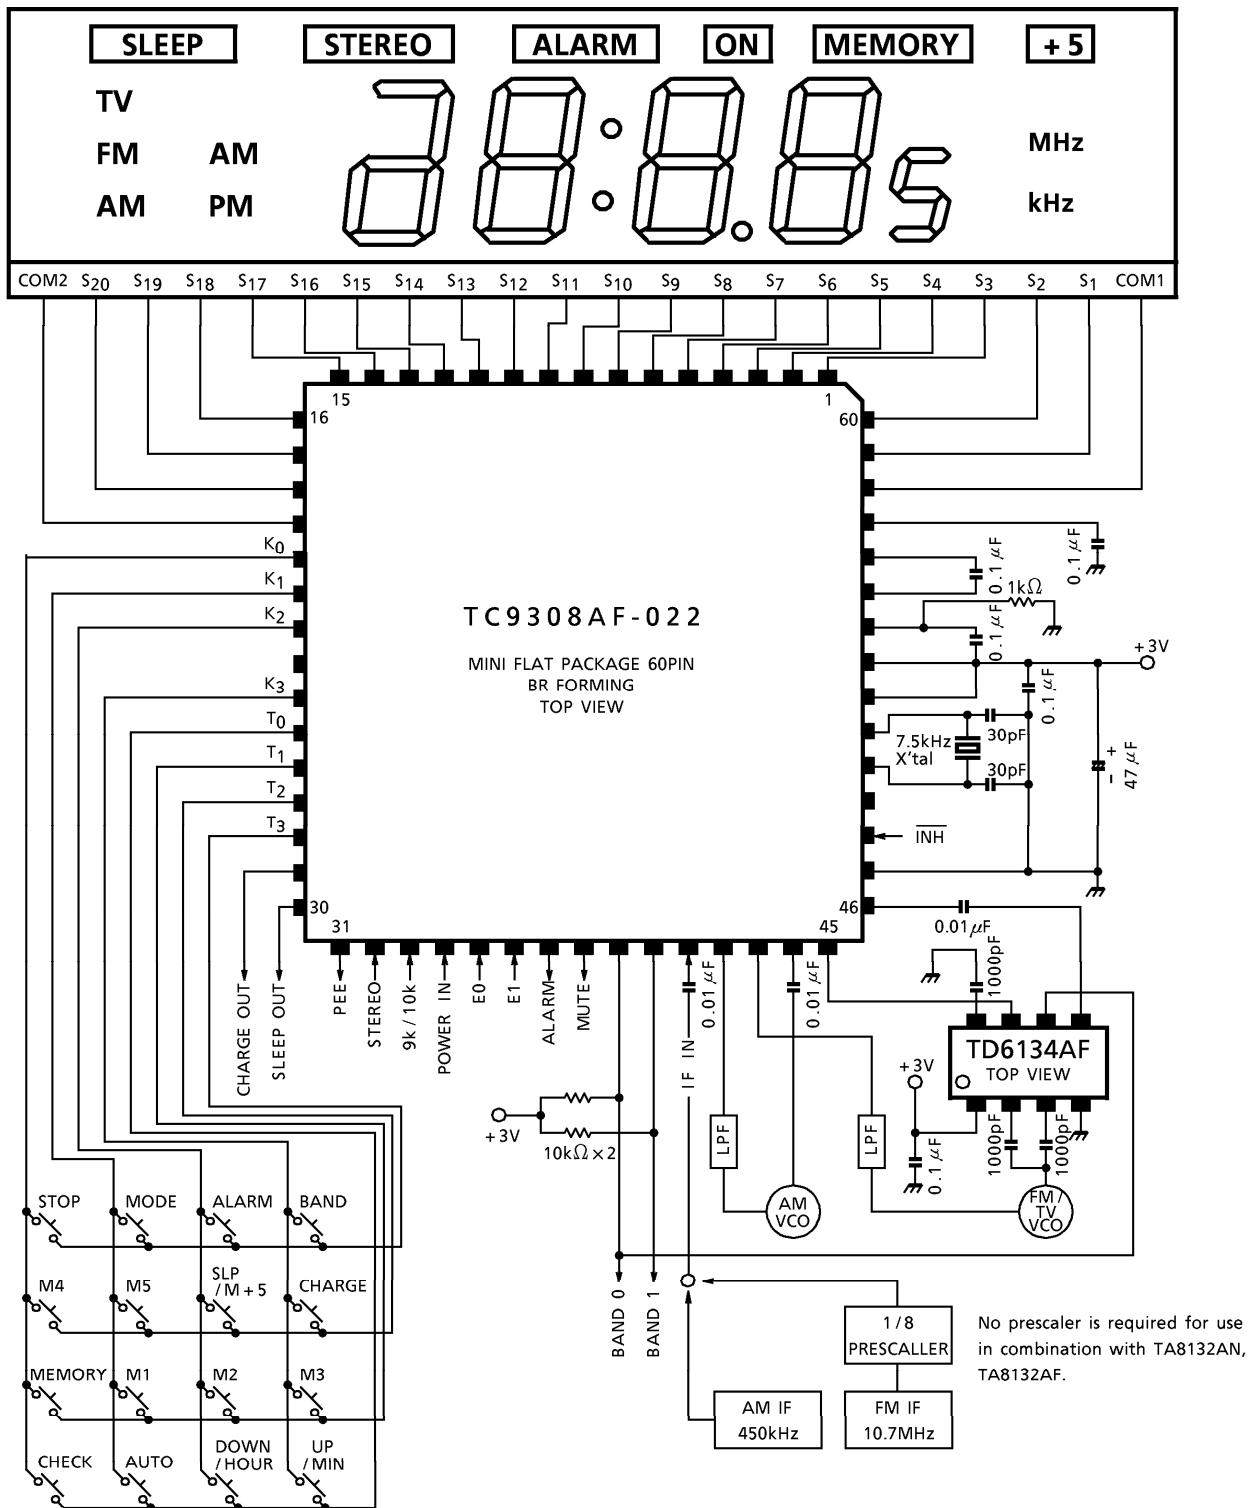 SLEEP STEREO ALARM ON MEMORY +5
TV
FM AM
AM PM
MHz
kHz
COM2 S20 S19 S18 S17 S16 S15 S14 S13 S12 S11 S10 S9 S8 S7 S6 S5 S4 S3 S2 S1 COM1
15 1
16 60
K0
K1
K2
K3
T0
T1
T2
T3
TC9308AF-022
MINI FLAT PACKAGE 60PIN
BR FORMING
TOP VIEW
0.1μF
0.1μF
1kΩ
0.1μF
+3V
0.1μF
7.5kHz
X'tal
30pF
30pF
+
-
47μF
INH
30 46
31 45
0.01μF
CHARGE OUT
SLEEP OUT
PEE
STEREO
9k/10k
POWER IN
E0
E1
ALARM
MUTE
IF IN
0.01μF
0.01μF
1000pF
TD6134AF
TOP VIEW
+3V
0.1μF
1000pF
1000pF
+3V
10kΩ×2
LPF
LPF
AM
VCO
FM/
TV
VCO
BAND 0
BAND 1
STOP MODE ALARM BAND
M4 M5 SLP
/M+5 CHARGE
MEMORY M1 M2 M3
CHECK AUTO DOWN
/HOUR UP
/MIN
1/8
PRESCALLER
AM IF
450kHz
FM IF
10.7MHz
No prescaler is required for use
in combination with TA8132AN,
TA8132AF.